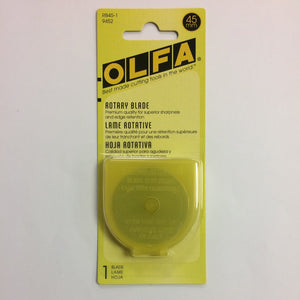 RB45-1
9452
45
mm
OLFA®
Best made cutting tools in the world™
ROTARY BLADE
Premium quality for superior sharpness
and edge retention
LAME ROTATIVE
Première qualité pour une rétention supérieures
de leur tranchant et des rebords
HOJA ROTATIVA
Calidad superior para agudeza y
1 BLADE
LAME
HOJA